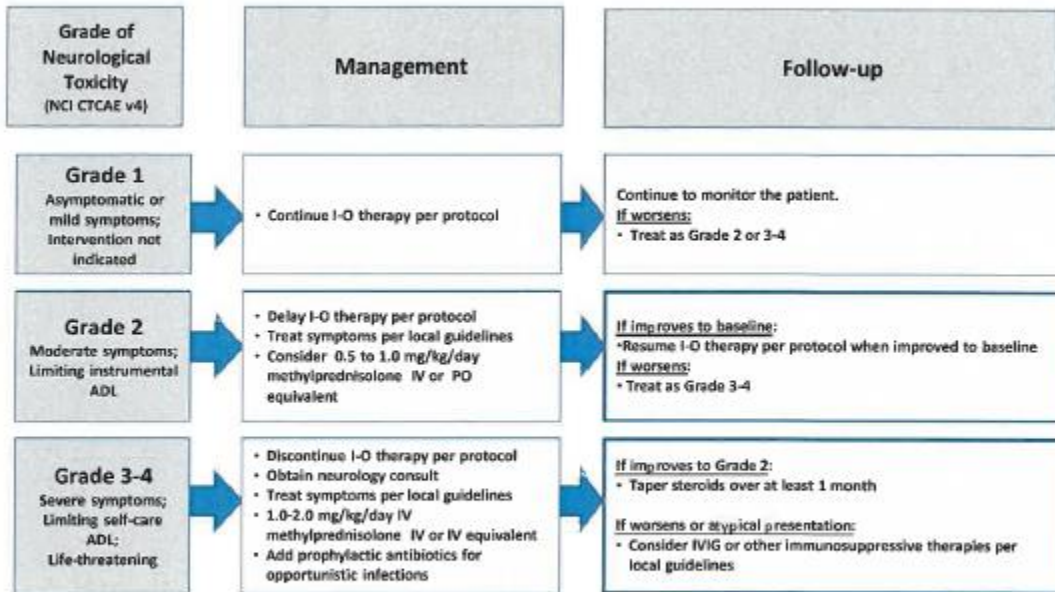 Grade of
Neurological
Toxicity
(NCI CTCAE v4)
Management
Follow-up
Grade 1
Asymptomatic or
mild symptoms;
Intervention not
indicated
• Continue I-O therapy per protocol
Continue to monitor the patient.
If worsens:
• Treat as Grade 2 or 3-4
Grade 2
Moderate symptoms;
Limiting instrumental
ADL
• Delay I-O therapy per protocol
• Treat symptoms per local guidelines
• Consider 0.5 to 1.0 mg/kg/day
methylprednisolone IV or PO
equivalent
If improves to baseline:
•Resume I-O therapy per protocol when improved to baseline
If worsens:
• Treat as Grade 3-4
Grade 3-4
Severe symptoms;
Limiting self-care
ADL;
Life-threatening
• Discontinue I-O therapy per protocol
• Obtain neurology consult
• Treat symptoms per local guidelines
• 1.0-2.0 mg/kg/day IV
methylprednisolone IV or IV equivalent
• Add prophylactic antibiotics for
opportunistic infections
If improves to Grade 2:
• Taper steroids over at least 1 month
If worsens or atypical presentation:
• Consider IVIG or other immunosuppressive therapies per
local guidelines